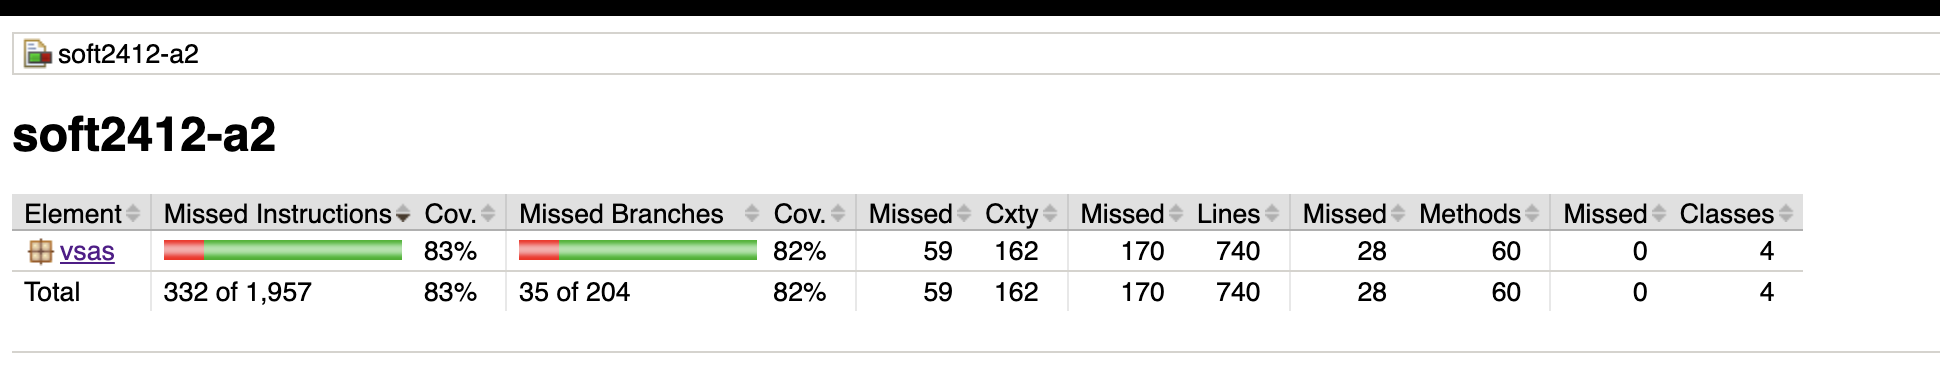 soft2412-a2
soft2412-a2
Element Missed Instructions Cov. Missed Branches Cov. Missed Cxty Missed Lines Missed Methods Missed Classes
vsas 83% 82% 59 162 170 740 28 60 0 4
Total 332 of 1,957 83% 35 of 204 82% 59 162 170 740 28 60 0 4